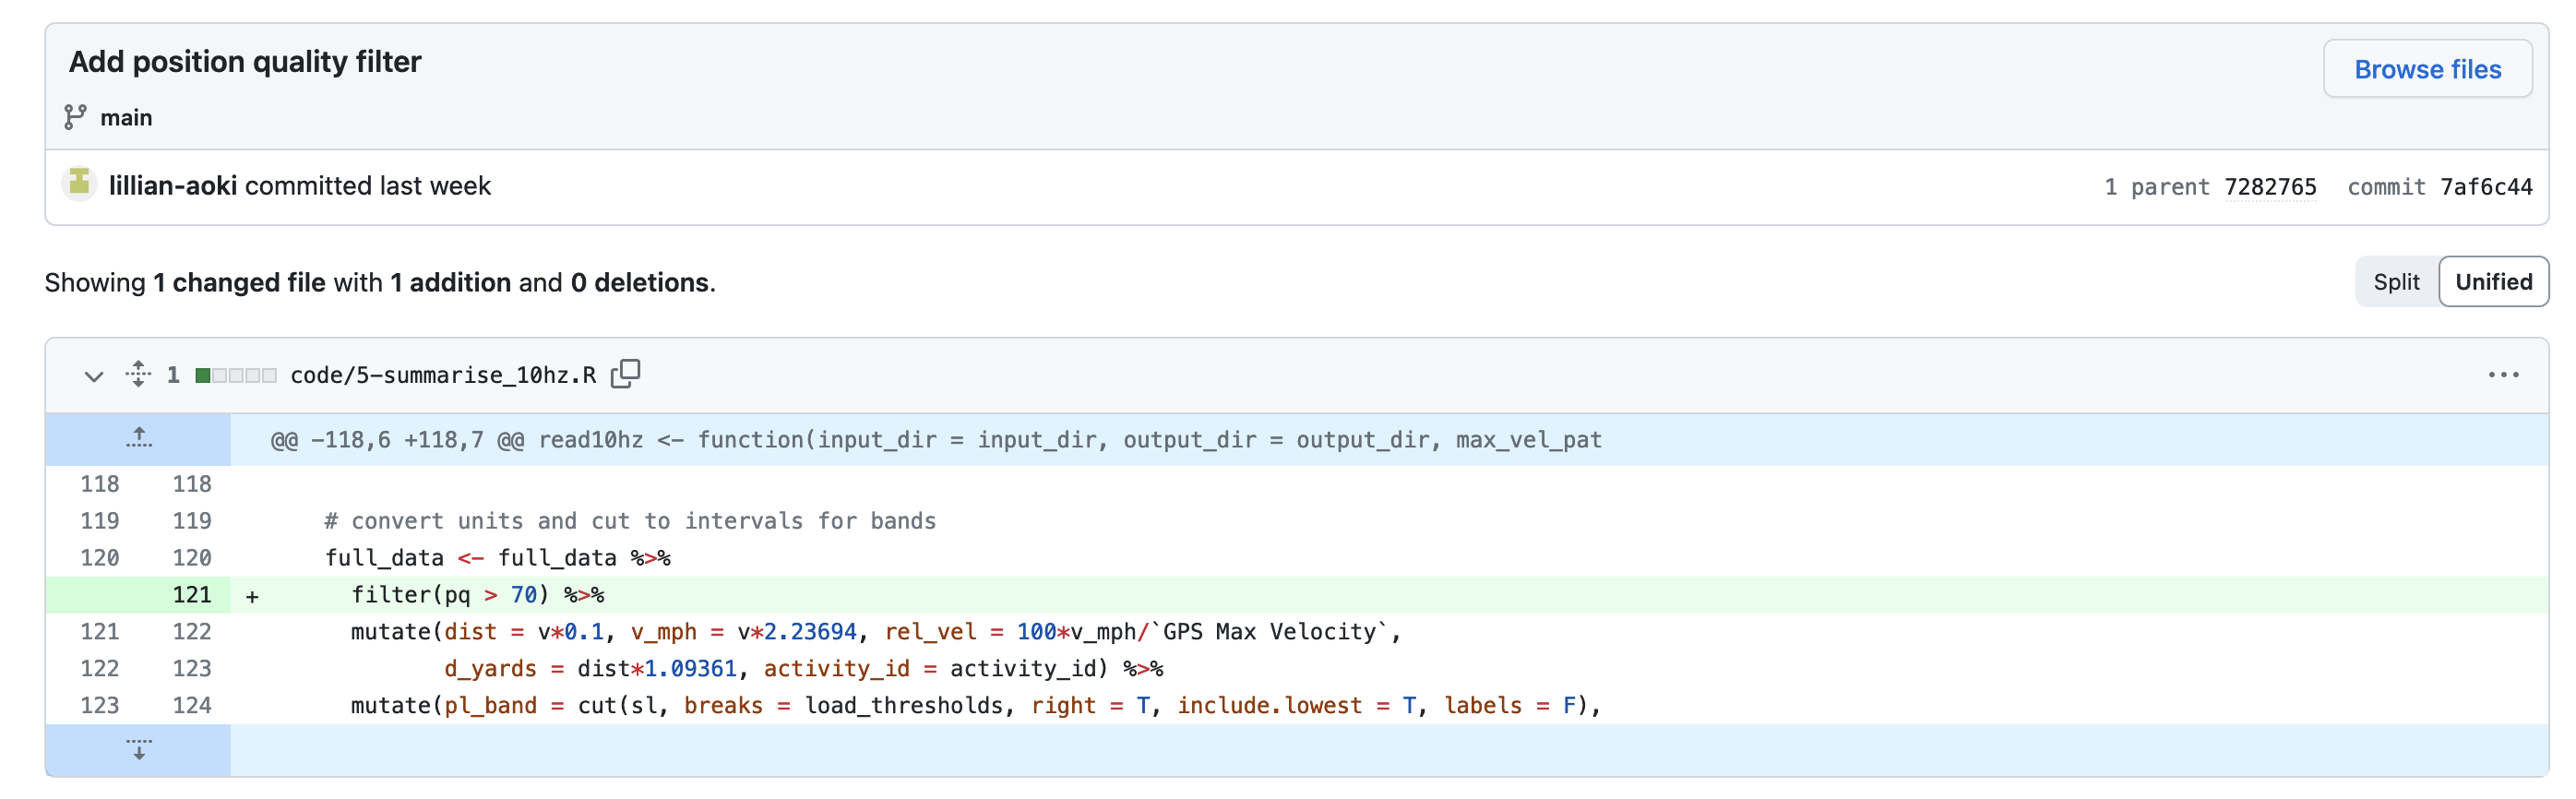 Add position quality filter
Browse files
main
lillian-aoki committed last week
1 parent 7282765 commit 7af6c44
Showing 1 changed file with 1 addition and 0 deletions.
Split Unified
1 code/5-summarise_10hz.R
@@ -118,6 +118,7 @@ read10hz <- function(input_dir = input_dir, output_dir = output_dir, max_vel_pat
118 118
119 119 # convert units and cut to intervals for bands
120 120 full_data <- full_data %>%
121 + filter(pq > 70) %>%
121 122 mutate(dist = v*0.1, v_mph = v*2.23694, rel_vel = 100*v_mph/`GPS Max Velocity`,
122 123 d_yards = dist*1.09361, activity_id = activity_id) %>%
123 124 mutate(pl_band = cut(sl, breaks = load_thresholds, right = T, include.lowest = T, labels = F),